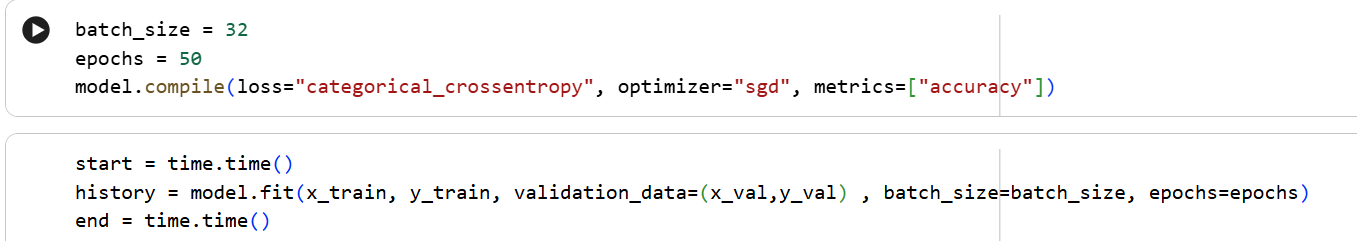 batch_size = 32
epochs = 50
model.compile(loss="categorical_crossentropy", optimizer="sgd", metrics=["accuracy"])
start = time.time()
history = model.fit(x_train, y_train, validation_data=(x_val,y_val) , batch_size=batch_size, epochs=epochs)
end = time.time()